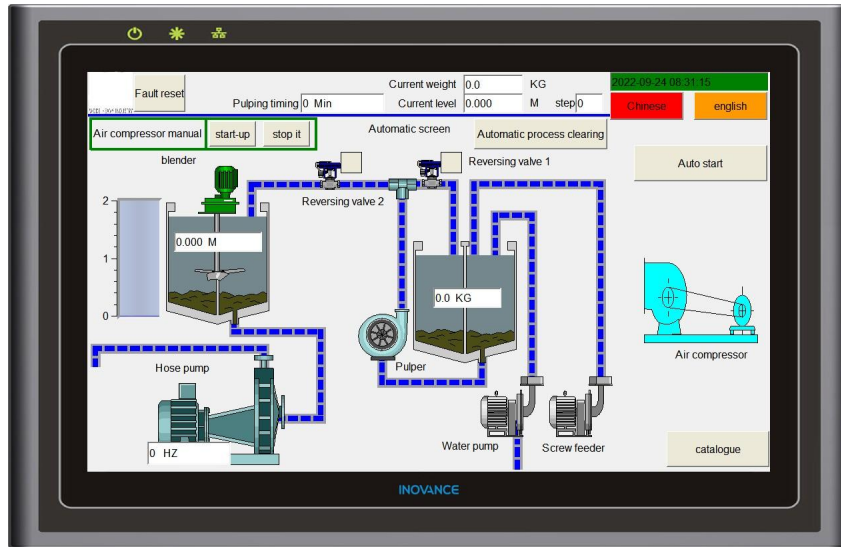 Fault reset
Pulping timing 0 Min
Current weight 0.0 KG
Current level 0.000 M step 0
2022-09-24 08:31:15
Chinese
english
Air compressor manual start-up stop it
Automatic screen
Automatic process clearing
Auto start
blender
Reversing valve 1
Reversing valve 2
2
1
0
0.000 M
0.0 KG
Air compressor
Hose pump
Pulper
0 HZ
Water pump
Screw feeder
catalogue
INOVANCE